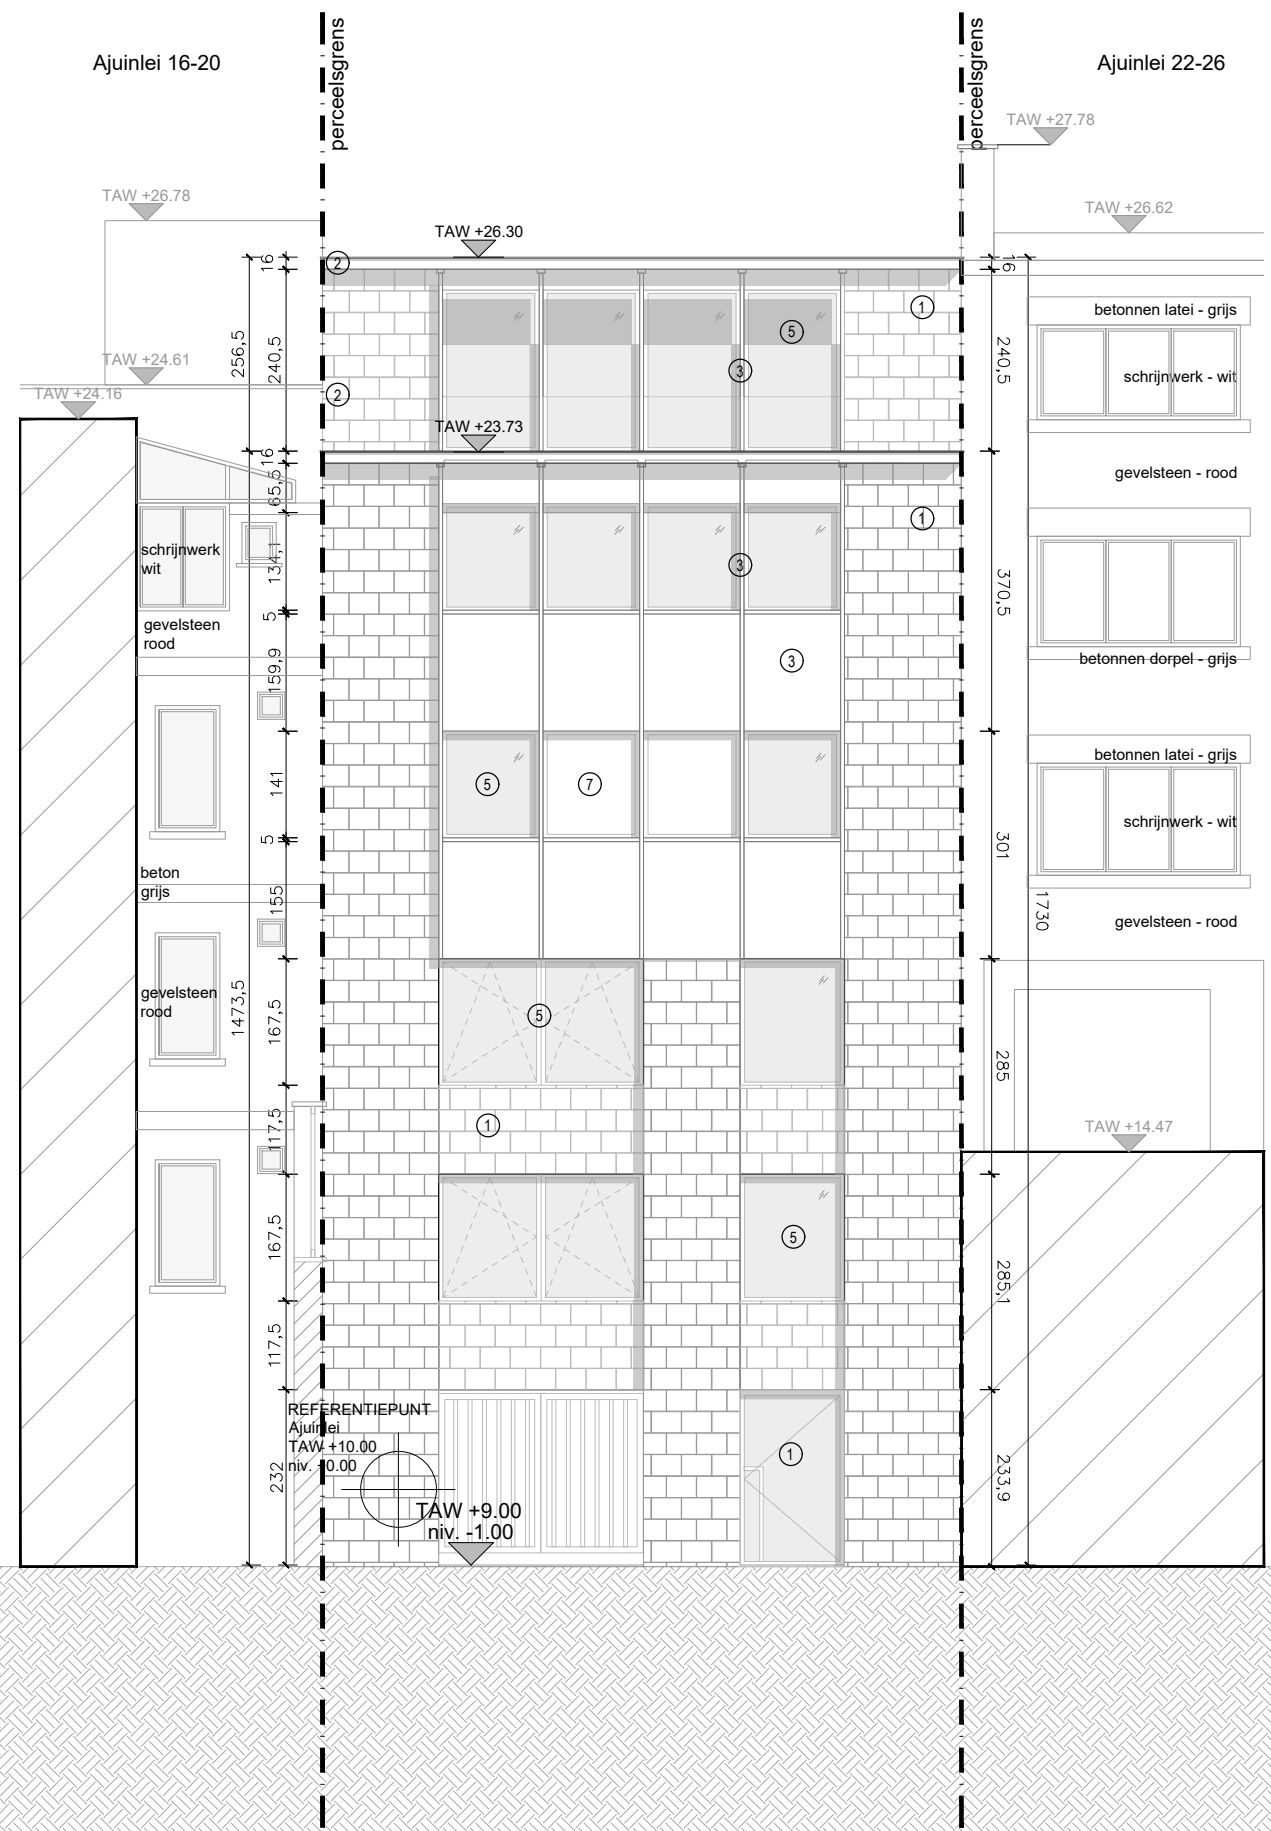 Ajuinlei 16-20
perceelsgrens
perceelsgrens
Ajuinlei 22-26
TAW +27.78
TAW +26.78
TAW +26.62
TAW +26.30
16
2
16
1
betonnen latei - grijs
5
256,5
240,5
240,5
TAW +24.61
3
schrijnwerk - wit
TAW +24.16
2
TAW +23.73
16
gevelsteen - rood
65,5
1
schrijnwerk
wit
134,1
3
370,5
5
gevelsteen
rood
159,9
3
betonnen dorpel - grijs
betonnen latei - grijs
141
5
7
schrijnwerk - wit
5
301
beton
grijs
155
1730
gevelsteen - rood
gevelsteen
rood
1473,5
167,5
5
285
117,5
1
TAW +14.47
167,5
5
285,1
117,5
REFERENTIEPUNT
Ajuinlei
TAW +10.00
niv. +0.00
232
1
233,9
TAW +9.00
niv. -1.00